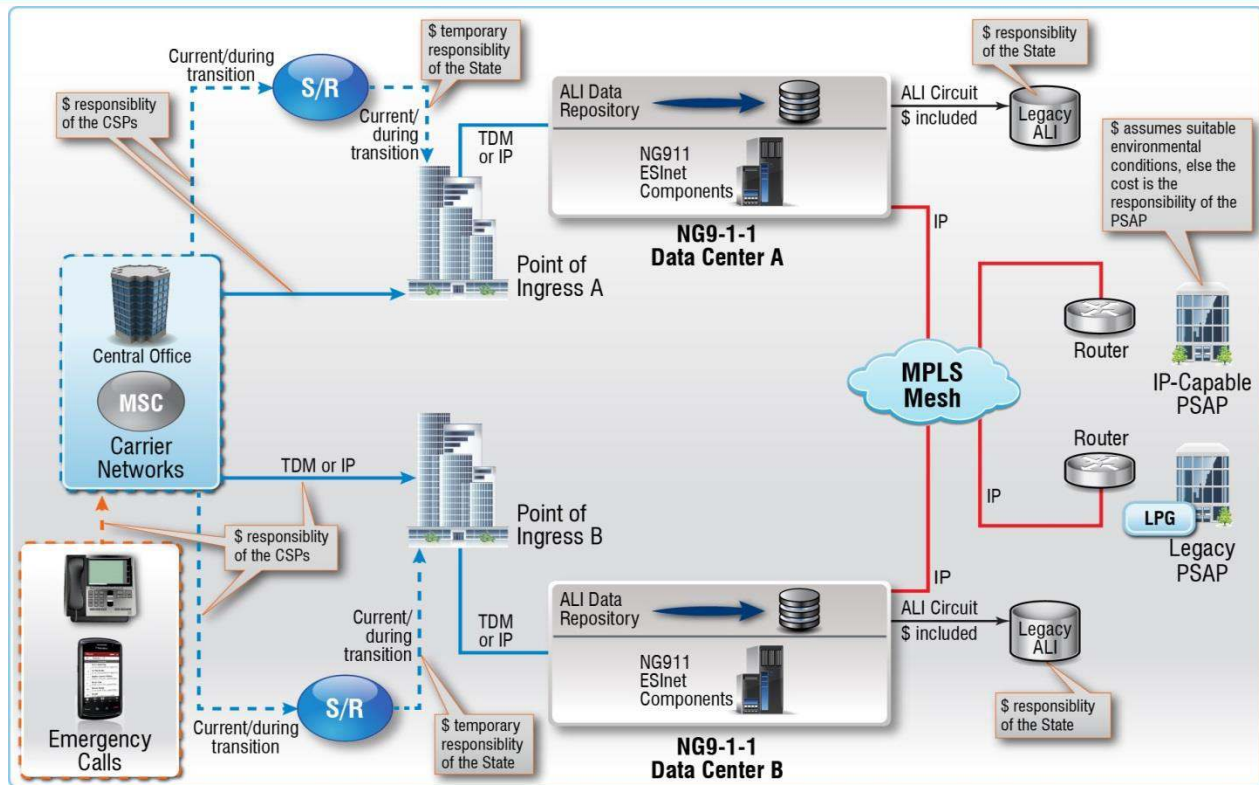 Current/during
transition
S/R
$ temporary
responsiblity
of the State
Current/
during
transition
$ responsiblity
of the CSPs
TDM
or IP
ALI Data
Repository
NG911
ESInet
Components
NG9-1-1
Data Center A
ALI Circuit
$ included
$ responsiblity
of the State
Legacy
ALI
$ assumes suitable
environmental
conditions, else the
cost is the
responsibility of the
PSAP
Point of
Ingress A
IP
Central Office
MSC
Carrier
Networks
MPLS
Mesh
Router
IP-Capable
PSAP
Router
IP
LPG
Legacy
PSAP
TDM or IP
Point of
Ingress B
$ responsiblity
of the CSPs
Emergency
Calls
Current/during
transition
S/R
Current/
during
transition
$ temporary
responsiblity
of the State
TDM
or IP
IP
ALI Data
Repository
NG911
ESInet
Components
NG9-1-1
Data Center B
ALI Circuit
$ included
Legacy
ALI
$ responsiblity
of the State